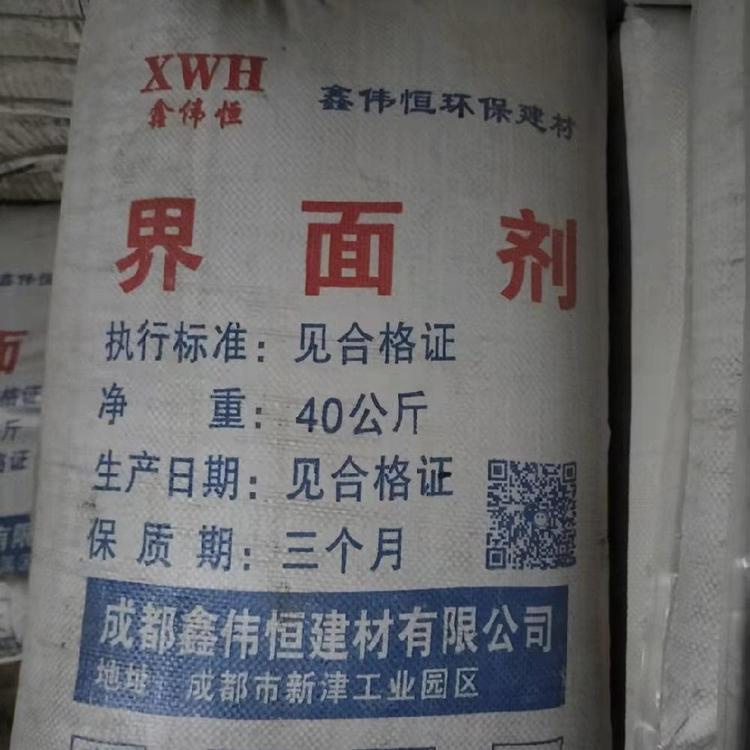 XWH
鑫伟恒
鑫伟恒环保建材
界面剂
执行标准：见合格证
净 重：40公斤
生产日期：见合格证
保质期：三个月
成都鑫伟恒建材有限公司
地址 成都市新津工业园区